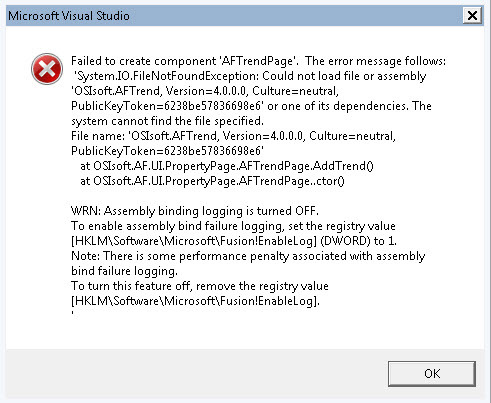 Microsoft Visual Studio
Failed to create component 'AFTrendPage'.  The error message follows:
'System.IO.FileNotFoundException: Could not load file or assembly
'OSIsoft.AFTrend, Version=4.0.0.0, Culture=neutral,
PublicKeyToken=6238be57836698e6' or one of its dependencies. The
system cannot find the file specified.
File name: 'OSIsoft.AFTrend, Version=4.0.0.0, Culture=neutral,
PublicKeyToken=6238be57836698e6'
at OSIsoft.AF.UI.PropertyPage.AFTrendPage.AddTrend()
at OSIsoft.AF.UI.PropertyPage.AFTrendPage..ctor()
WRN: Assembly binding logging is turned OFF.
To enable assembly bind failure logging, set the registry value
[HKLM\Software\Microsoft\Fusion!EnableLog] (DWORD) to 1.
Note: There is some performance penalty associated with assembly
bind failure logging.
To turn this feature off, remove the registry value
[HKLM\Software\Microsoft\Fusion!EnableLog].
'
OK